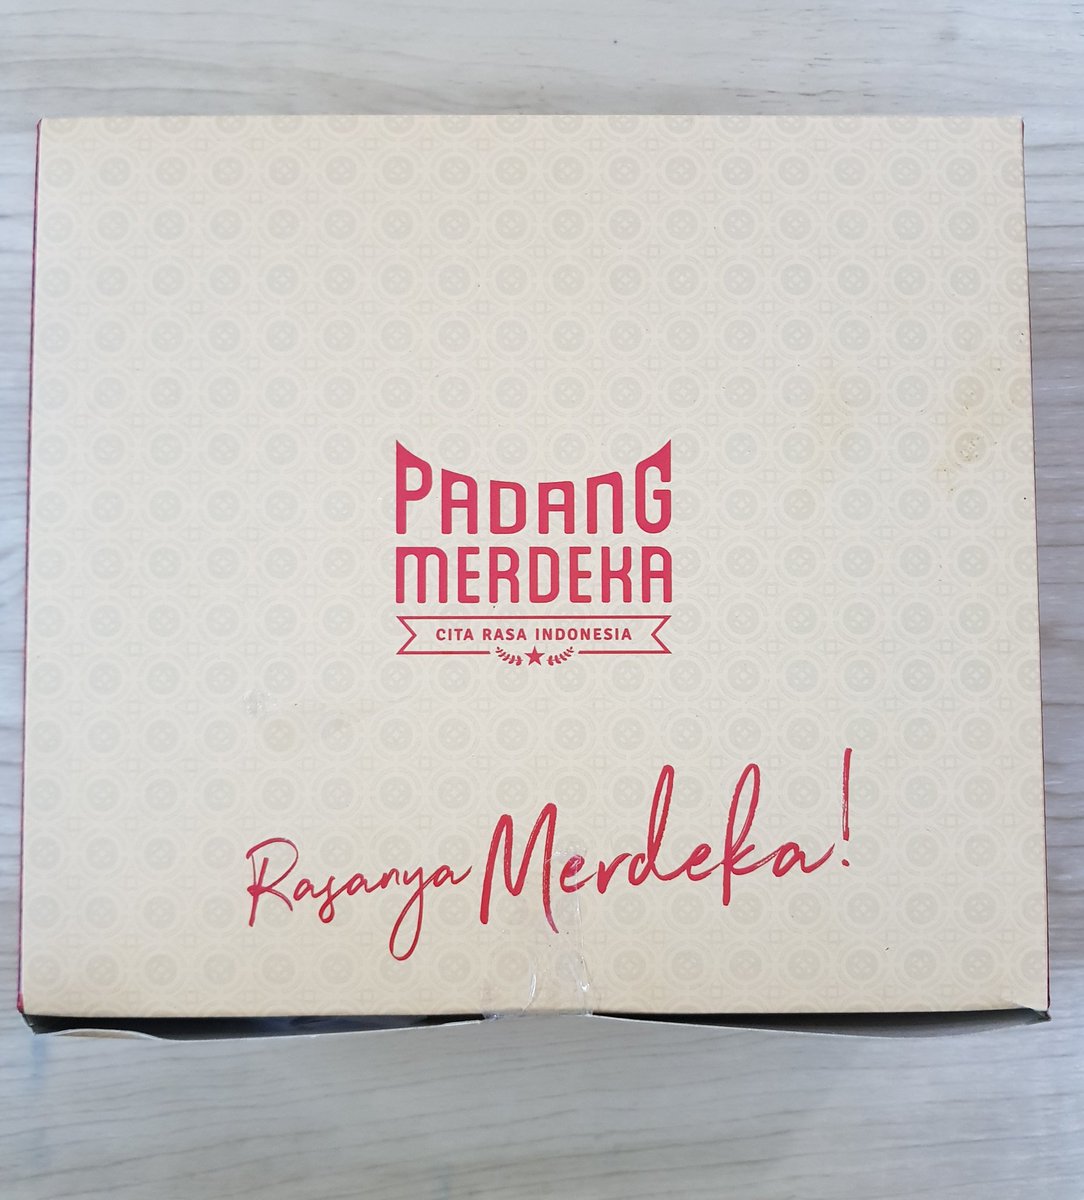 PADANG
MERDEKA
CITA RASA INDONESIA
Rasanya Merdeka!